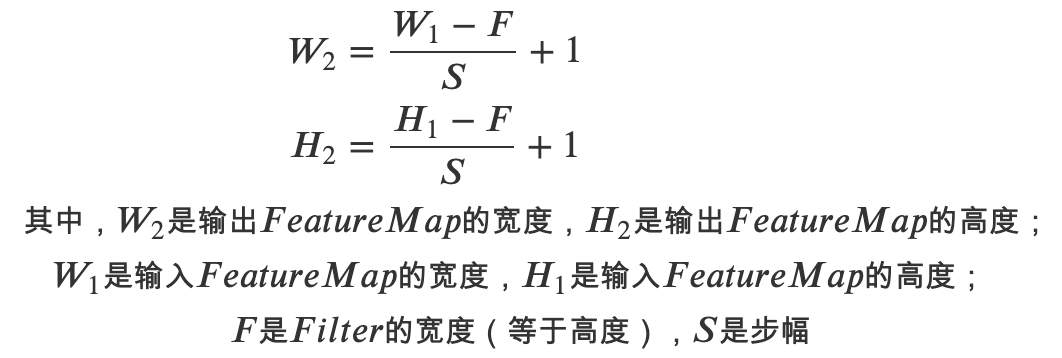 W₂ = (W₁ − F)/S + 1
H₂ = (H₁ − F)/S + 1
其中，W₂是输出FeatureMap的宽度，H₂是输出FeatureMap的高度；
W₁是输入FeatureMap的宽度，H₁是输入FeatureMap的高度；
F是Filter的宽度（等于高度），S是步幅